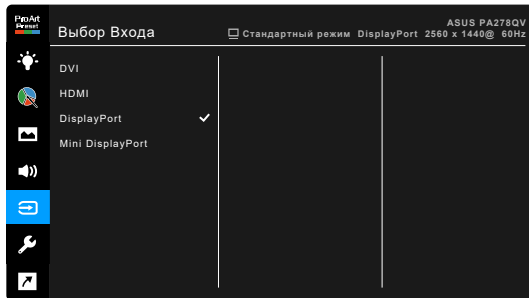 ProArt
Preset
Выбор Входа
ASUS PA278QV
Стандартный режим DisplayPort 2560 x 1440@ 60Hz
DVI
HDMI
DisplayPort
Mini DisplayPort